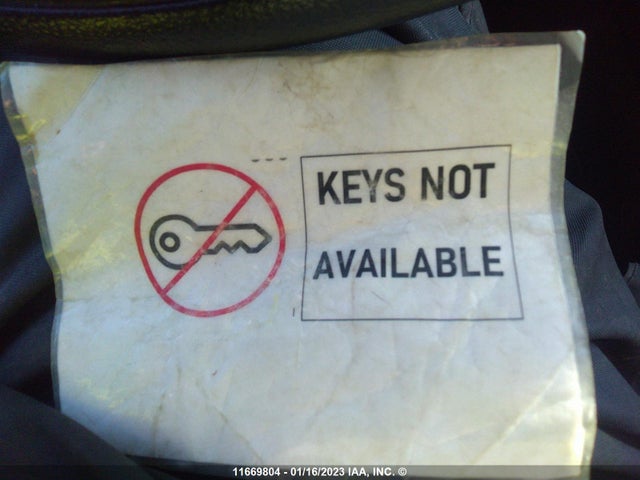 KEYS NOT
AVAILABLE
11669804 - 01/16/2023 IAA, INC. ©